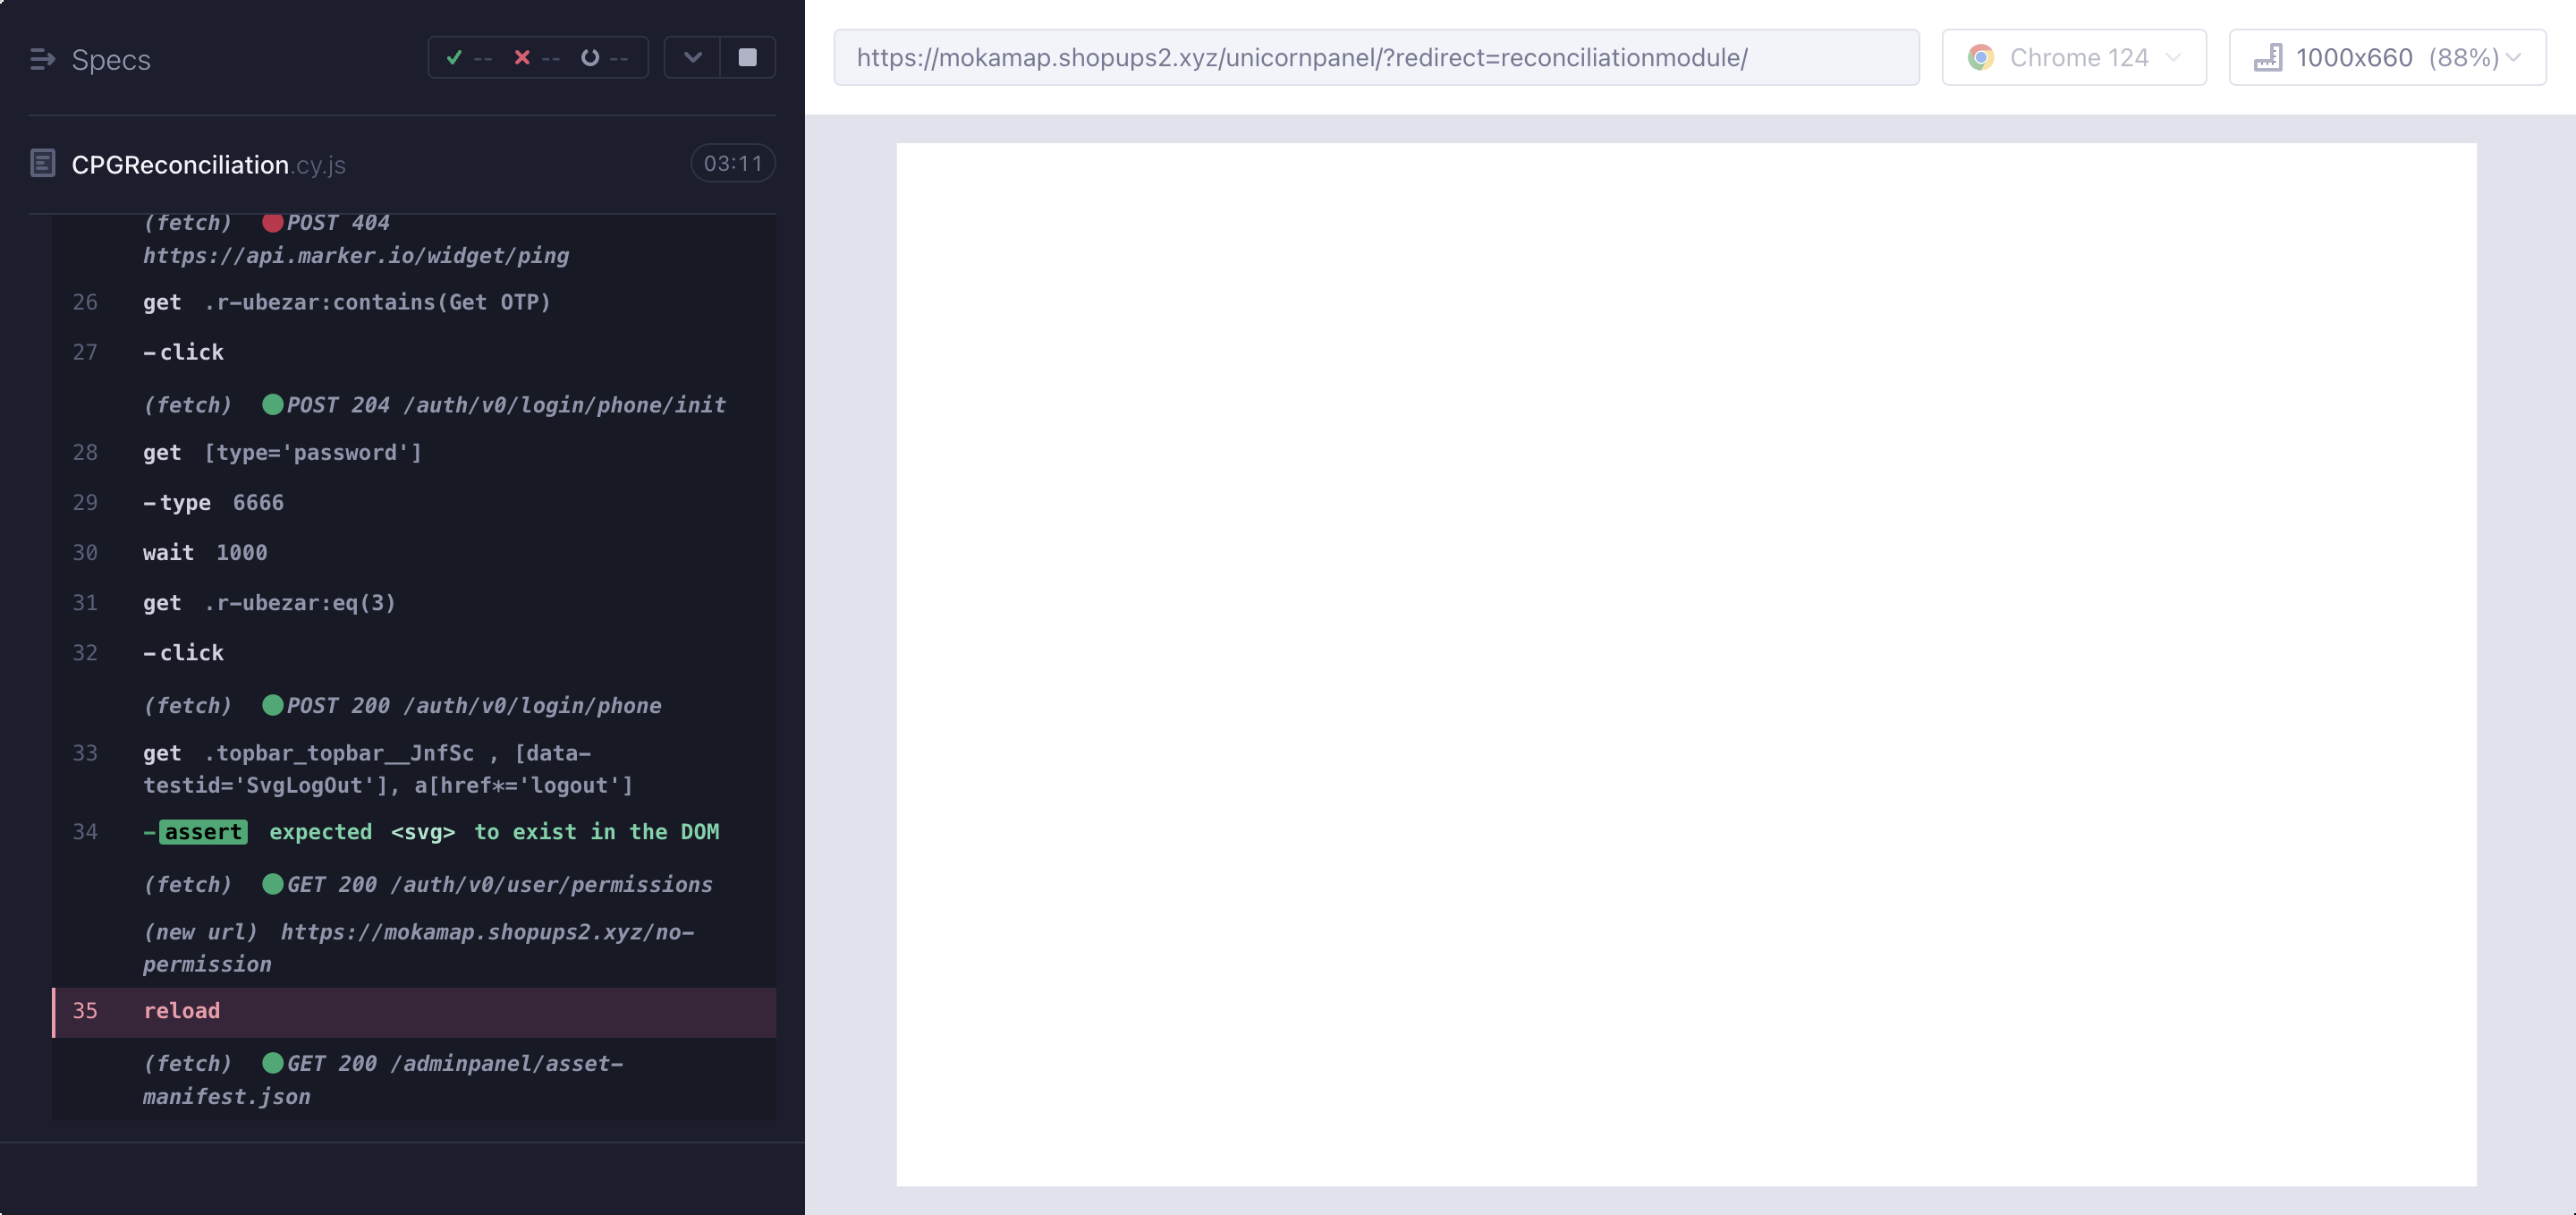 Specs
-- -- --
CPGReconciliation.cy.js 03:11
(fetch) POST 404
https://api.marker.io/widget/ping
26 get .r-ubezar:contains(Get OTP)
27 -click
(fetch) POST 204 /auth/v0/login/phone/init
28 get [type='password']
29 -type 6666
30 wait 1000
31 get .r-ubezar:eq(3)
32 -click
(fetch) POST 200 /auth/v0/login/phone
33 get .topbar_topbar__JnfSc , [data-
testid='SvgLogOut'], a[href*='logout']
34 -assert expected <svg> to exist in the DOM
(fetch) GET 200 /auth/v0/user/permissions
(new url) https://mokamap.shopups2.xyz/no-
permission
35 reload
(fetch) GET 200 /adminpanel/asset-
manifest.json
https://mokamap.shopups2.xyz/unicornpanel/?redirect=reconciliationmodule/
Chrome 124
1000x660 (88%)